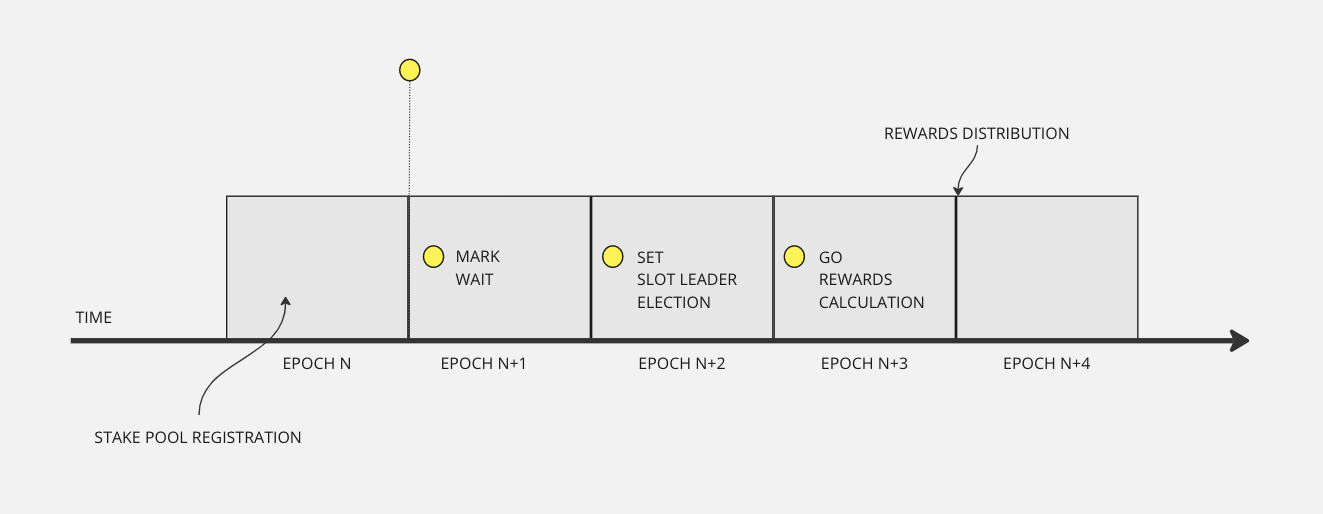 REWARDS DISTRIBUTION
MARK
WAIT
SET
SLOT LEADER
ELECTION
GO
REWARDS
CALCULATION
TIME
EPOCH N
EPOCH N+1
EPOCH N+2
EPOCH N+3
EPOCH N+4
STAKE POOL REGISTRATION